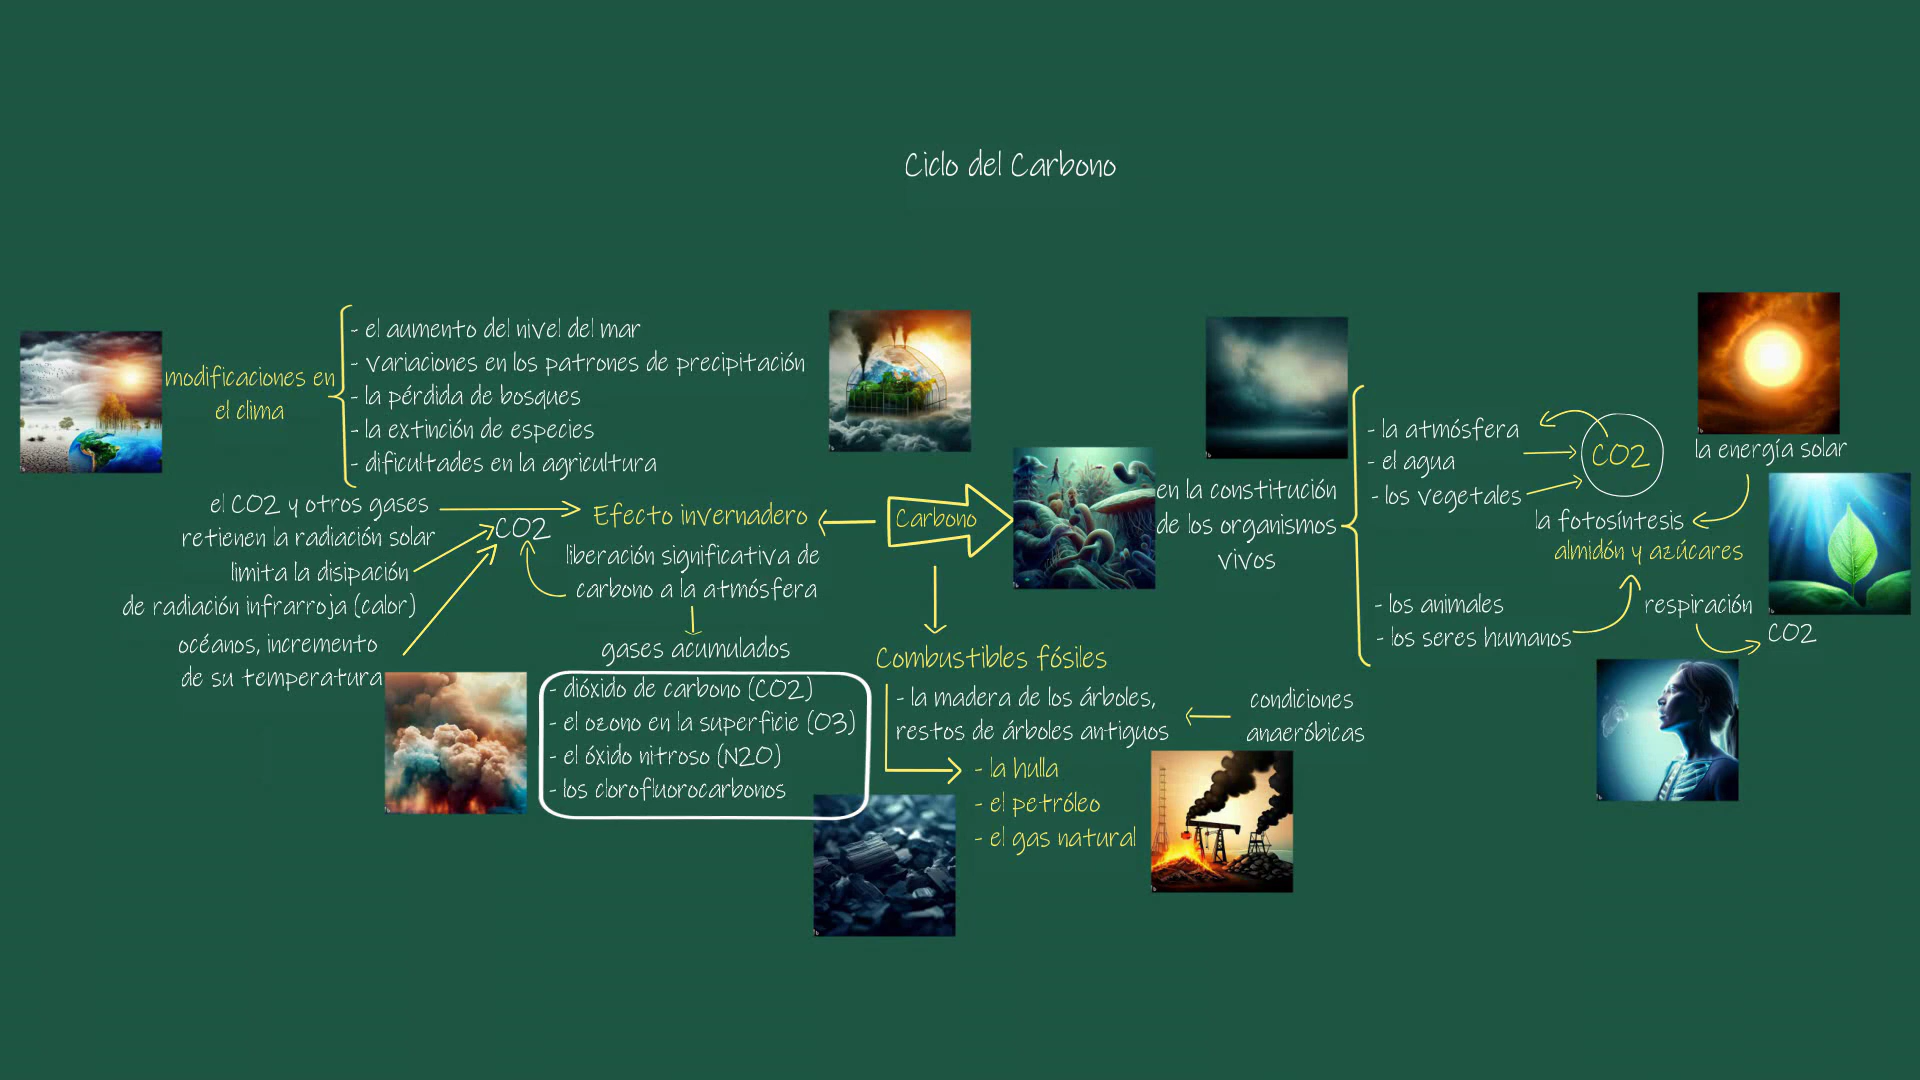 Ciclo del Carbono
modificaciones en
el clima
- el aumento del nivel del mar
- variaciones en los patrones de precipitación
- la pérdida de bosques
- la extinción de especies
- dificultades en la agricultura
el CO2 y otros gases
retienen la radiación solar
limita la disipación
de radiación infrarroja (calor)
océanos, incremento
de su temperatura
CO2
Efecto invernadero
liberación significativa de
carbono a la atmósfera
gases acumulados
- dióxido de carbono (CO2)
- el ozono en la superficie (O3)
- el óxido nitroso (N2O)
- los clorofluorocarbonos
Carbono
Combustibles fósiles
- la madera de los árboles,
restos de árboles antiguos
condiciones
anaeróbicas
- la hulla
- el petróleo
- el gas natural
en la constitución
de los organismos
vivos
- la atmósfera
- el agua
- los vegetales
CO2
la energía solar
la fotosíntesis
almidón y azúcares
- los animales
- los seres humanos
respiración
CO2